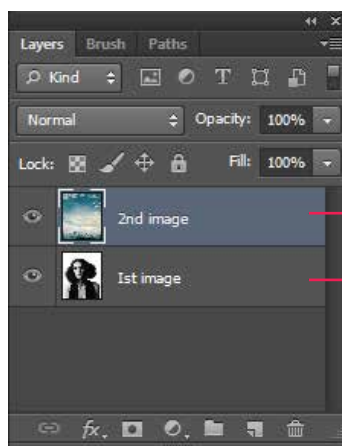 Layers Brush Paths
Kind T
Normal Opacity: 100%
Lock: Fill: 100%
2nd image
Ist image
fx.